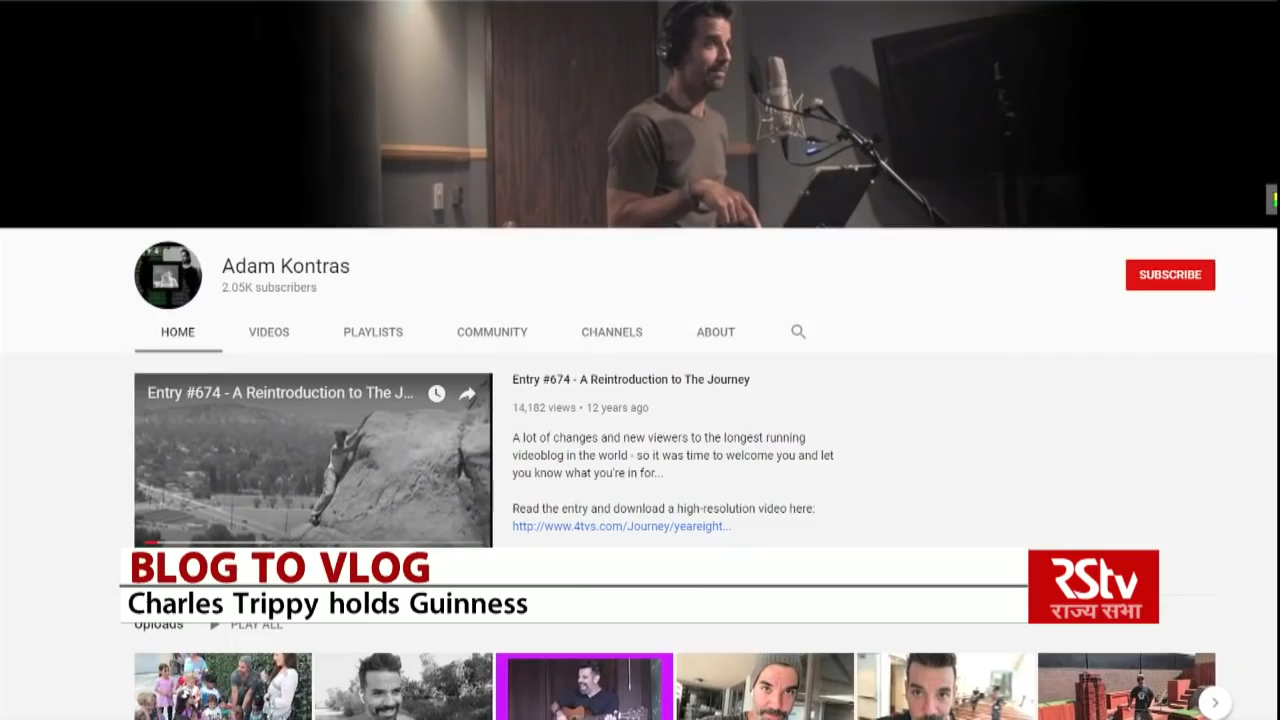 Adam Kontras
2.05K subscribers
SUBSCRIBE
HOME VIDEOS PLAYLISTS COMMUNITY CHANNELS ABOUT
Entry #674 - A Reintroduction to The J...
Entry #674 - A Reintroduction to The Journey
14,182 views • 12 years ago
A lot of changes and new viewers to the longest running
videoblog in the world - so it was time to welcome you and let
you know what you're in for...
Read the entry and download a high-resolution video here:
http://www.4tvs.com/Journey/yeareight...
BLOG TO VLOG
Charles Trippy holds Guinness
RSTV
राज्य सभा
Uploads PLAY ALL